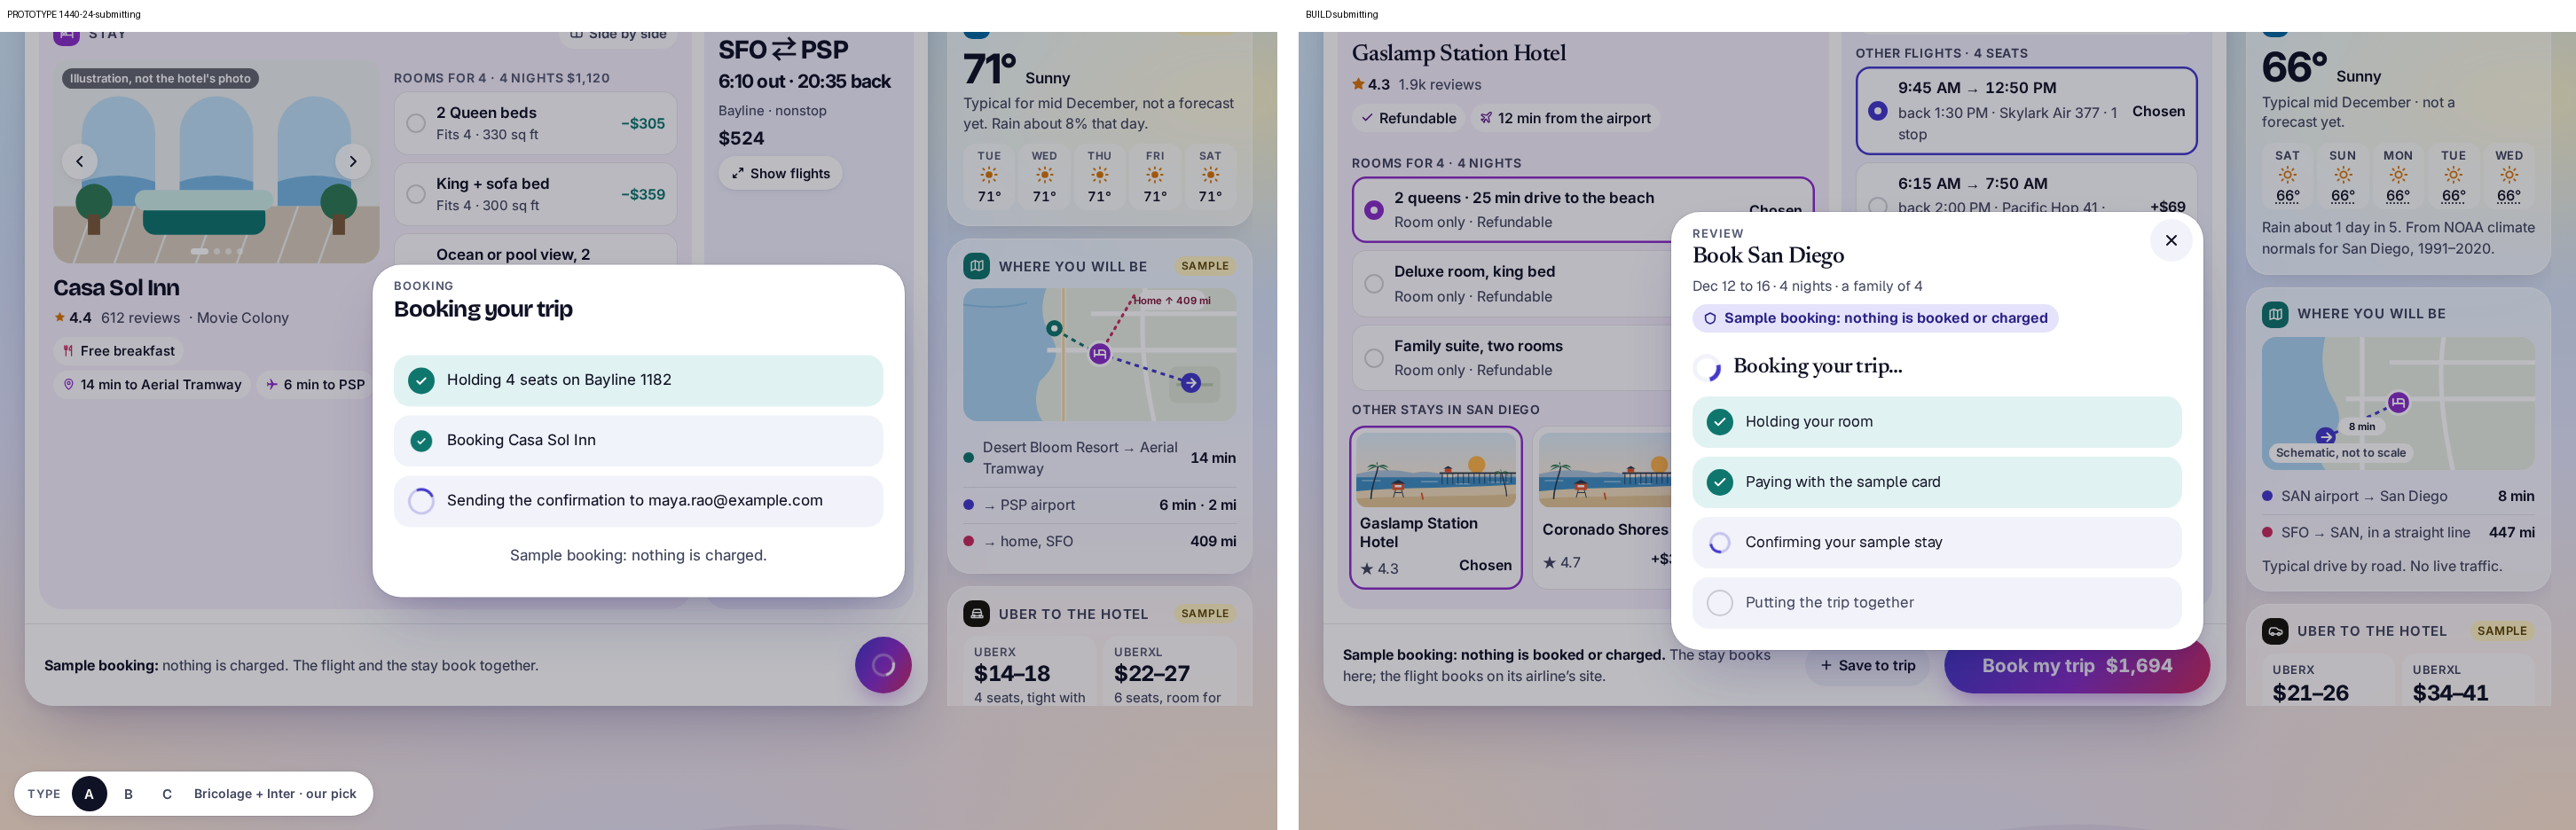 PROTOTYPE 1440-24-submitting
STAY
Side by side
Illustration, not the hotel's photo
Casa Sol Inn
4.4 612 reviews · Movie Colony
Free breakfast
14 min to Aerial Tramway
6 min to PSP
ROOMS FOR 4 · 4 NIGHTS $1,120
2 Queen beds
Fits 4 · 330 sq ft
−$305
King + sofa bed
Fits 4 · 300 sq ft
−$359
Ocean or pool view, 2
SFO ⇄ PSP
6:10 out · 20:35 back
Bayline · nonstop
$524
Show flights
BOOKING
Booking your trip
Holding 4 seats on Bayline 1182
Booking Casa Sol Inn
Sending the confirmation to maya.rao@example.com
Sample booking: nothing is charged.
Sample booking: nothing is charged. The flight and the stay book together.
71° Sunny
Typical for mid December, not a forecast
yet. Rain about 8% that day.
TUE WED THU FRI SAT
71° 71° 71° 71° 71°
WHERE YOU WILL BE
SAMPLE
Home ↑ 409 mi
Desert Bloom Resort → Aerial
Tramway
14 min
→ PSP airport 6 min · 2 mi
→ home, SFO 409 mi
UBER TO THE HOTEL
SAMPLE
UBERX
$14–18
4 seats, tight with
UBERXL
$22–27
6 seats, room for
TYPE A B C Bricolage + Inter · our pick
BUILD submitting
Gaslamp Station Hotel
4.3 1.9k reviews
Refundable
12 min from the airport
ROOMS FOR 4 · 4 NIGHTS
2 queens · 25 min drive to the beach
Room only · Refundable
Chosen
Deluxe room, king bed
Room only · Refundable
Family suite, two rooms
Room only · Refundable
OTHER STAYS IN SAN DIEGO
Gaslamp Station
Hotel
★ 4.3
Chosen
Coronado Shores
★ 4.7
OTHER FLIGHTS · 4 SEATS
9:45 AM → 12:50 PM
back 1:30 PM · Skylark Air 377 · 1
stop
Chosen
6:15 AM → 7:50 AM
back 2:00 PM · Pacific Hop 41 ·
+$69
REVIEW
Book San Diego
Dec 12 to 16 · 4 nights · a family of 4
Sample booking: nothing is booked or charged
Booking your trip...
Holding your room
Paying with the sample card
Confirming your sample stay
Putting the trip together
Sample booking: nothing is booked or charged. The stay books
here; the flight books on its airline's site.
+ Save to trip
Book my trip $1,694
66° Sunny
Typical mid December · not a
forecast yet.
SAT SUN MON TUE WED
66° 66° 66° 66° 66°
Rain about 1 day in 5. From NOAA climate
normals for San Diego, 1991–2020.
WHERE YOU WILL BE
8 min
Schematic, not to scale
SAN airport → San Diego 8 min
SFO → SAN, in a straight line 447 mi
Typical drive by road. No live traffic.
UBER TO THE HOTEL
SAMPLE
UBERX
$21–26
UBERXL
$34–41